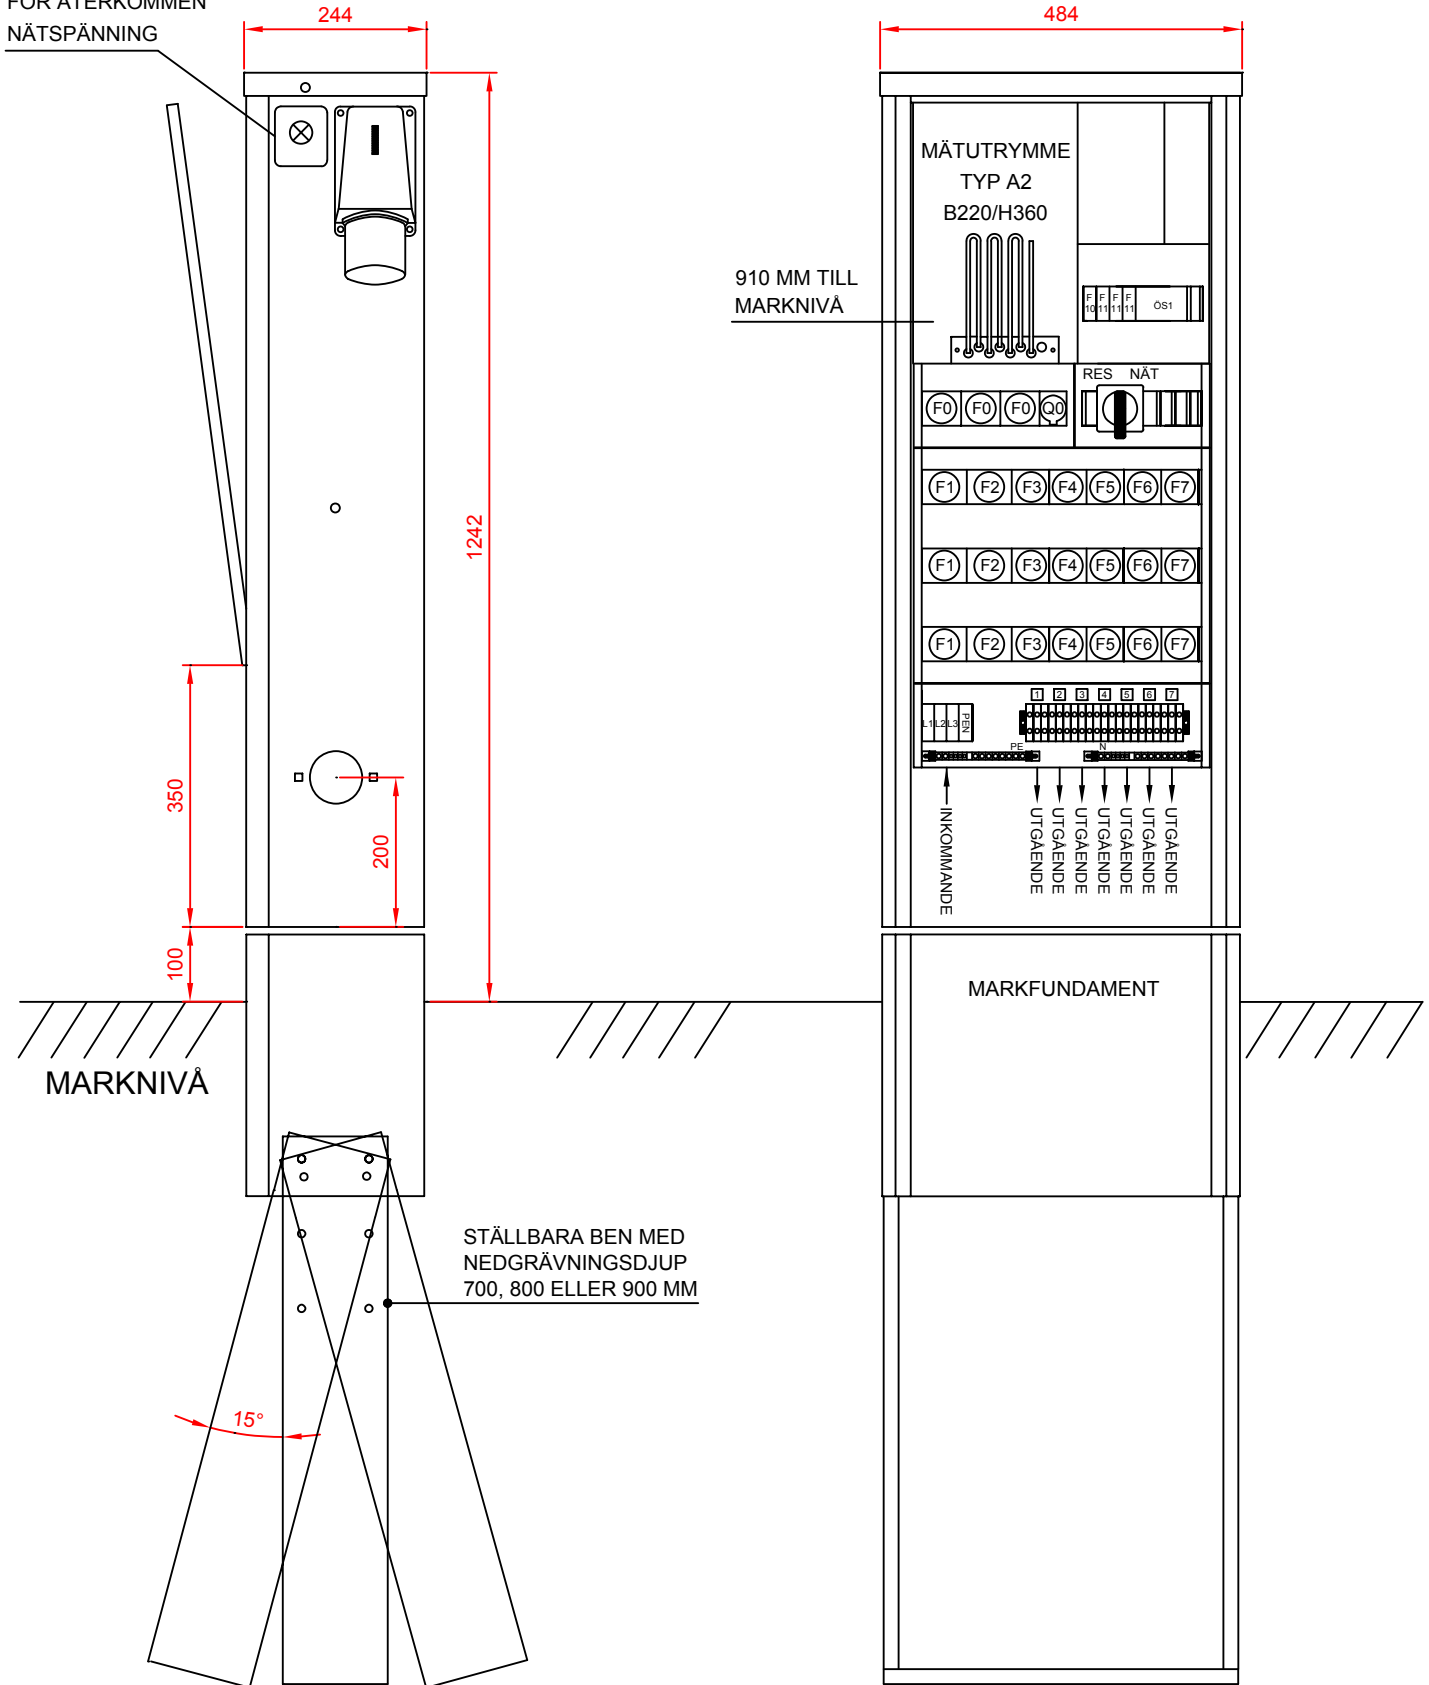 FÖR ÅTERKOMMEN
NÄTSPÄNNING
244
484
MÄTUTRYMME
TYP A2
B220/H360
910 MM TILL
MARKNIVÅ
F 10 F 11 F 11 F 11 ÖS1
RES NÄT
F0 F0 F0 Q0
1242
F1 F2 F3 F4 F5 F6 F7
F1 F2 F3 F4 F5 F6 F7
F1 F2 F3 F4 F5 F6 F7
1 2 3 4 5 6 7
L1 L2 L3 PEN
PE N
350
200
100
INKOMMANDE
UTGÅENDE
UTGÅENDE
UTGÅENDE
UTGÅENDE
UTGÅENDE
UTGÅENDE
UTGÅENDE
MARKFUNDAMENT
MARKNIVÅ
STÄLLBARA BEN MED
NEDGRÄVNINGSDJUP
700, 800 ELLER 900 MM
15°